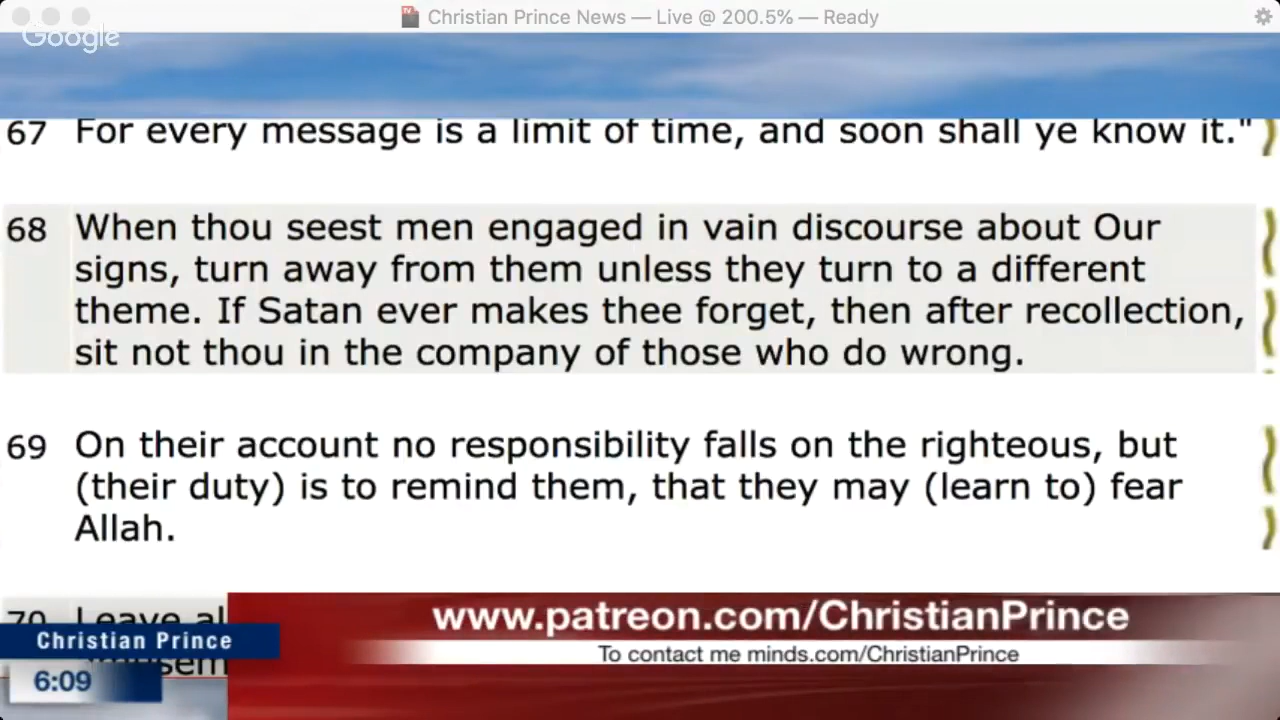 Christian Prince News — Live @ 200.5% — Ready
Google
67 For every message is a limit of time, and soon shall ye know it."
68 When thou seest men engaged in vain discourse about Our
signs, turn away from them unless they turn to a different
theme. If Satan ever makes thee forget, then after recollection,
sit not thou in the company of those who do wrong.
69 On their account no responsibility falls on the righteous, but
(their duty) is to remind them, that they may (learn to) fear
Allah.
70 Leave al
www.patreon.com/ChristianPrince
Christian Prince
To contact me minds.com/ChristianPrince
6:09